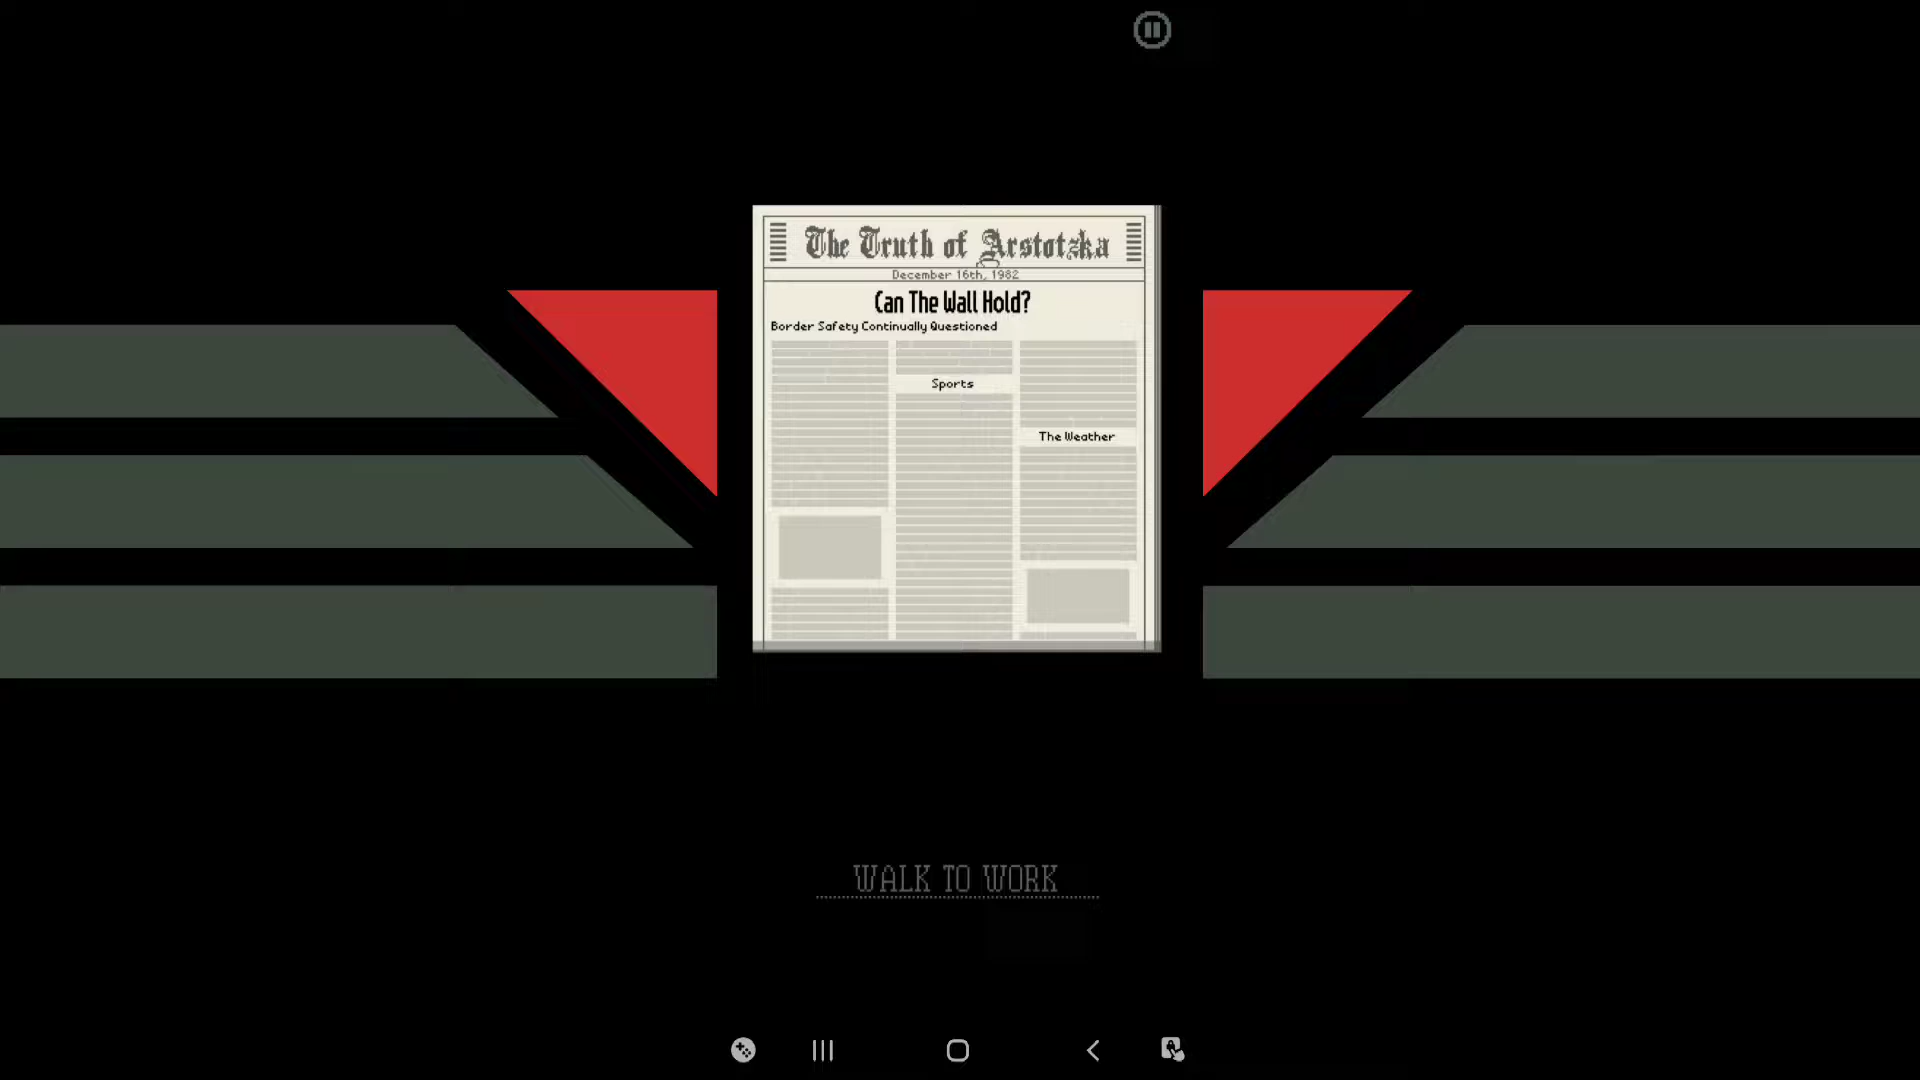 The Truth of Arstotzka
December 16th, 1982
Can The Wall Hold?
Border Safety Continually Questioned
Sports
The Weather
WALK TO WORK